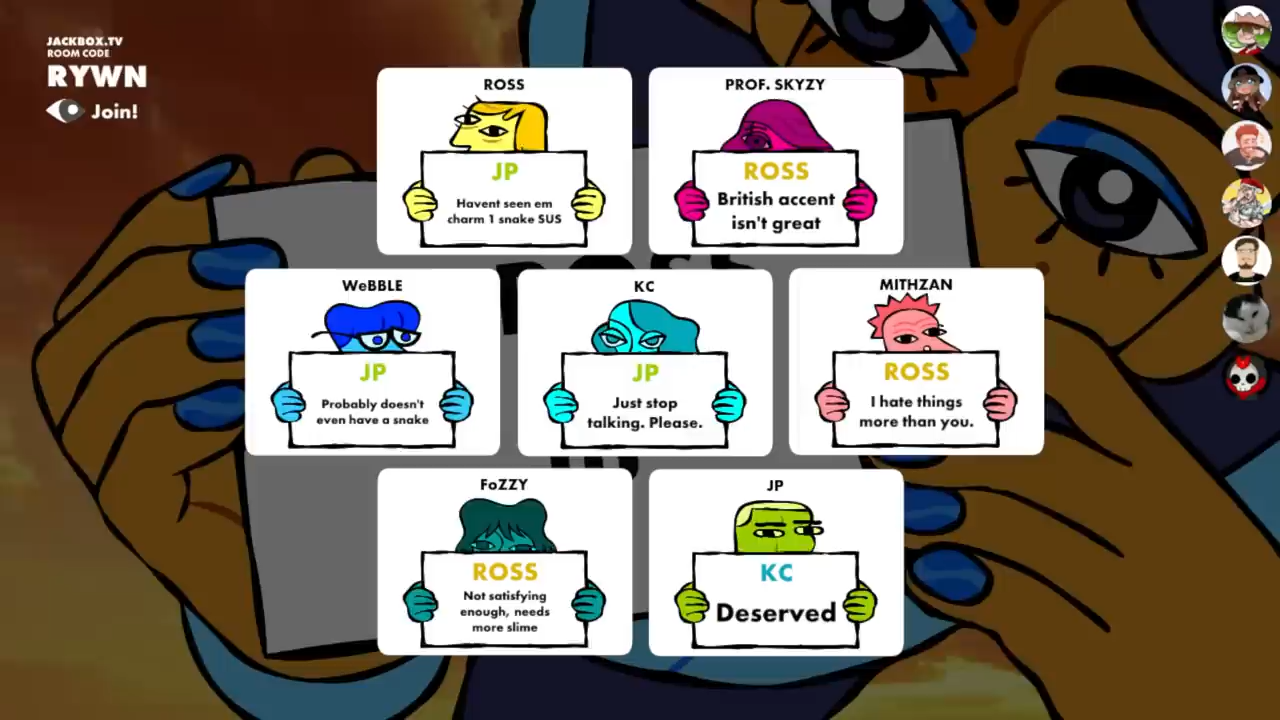 JACKBOX.TV
ROOM CODE
RYWN
Join!
ROSS
JP
Havent seen em
charm 1 snake SUS
PROF. SKYZY
ROSS
British accent
isn't great
WeBBLE
JP
Probably doesn't
even have a snake
KC
JP
Just stop
talking. Please.
MITHZAN
ROSS
I hate things
more than you.
FoZZY
ROSS
Not satisfying
enough, needs
more slime
JP
KC
Deserved